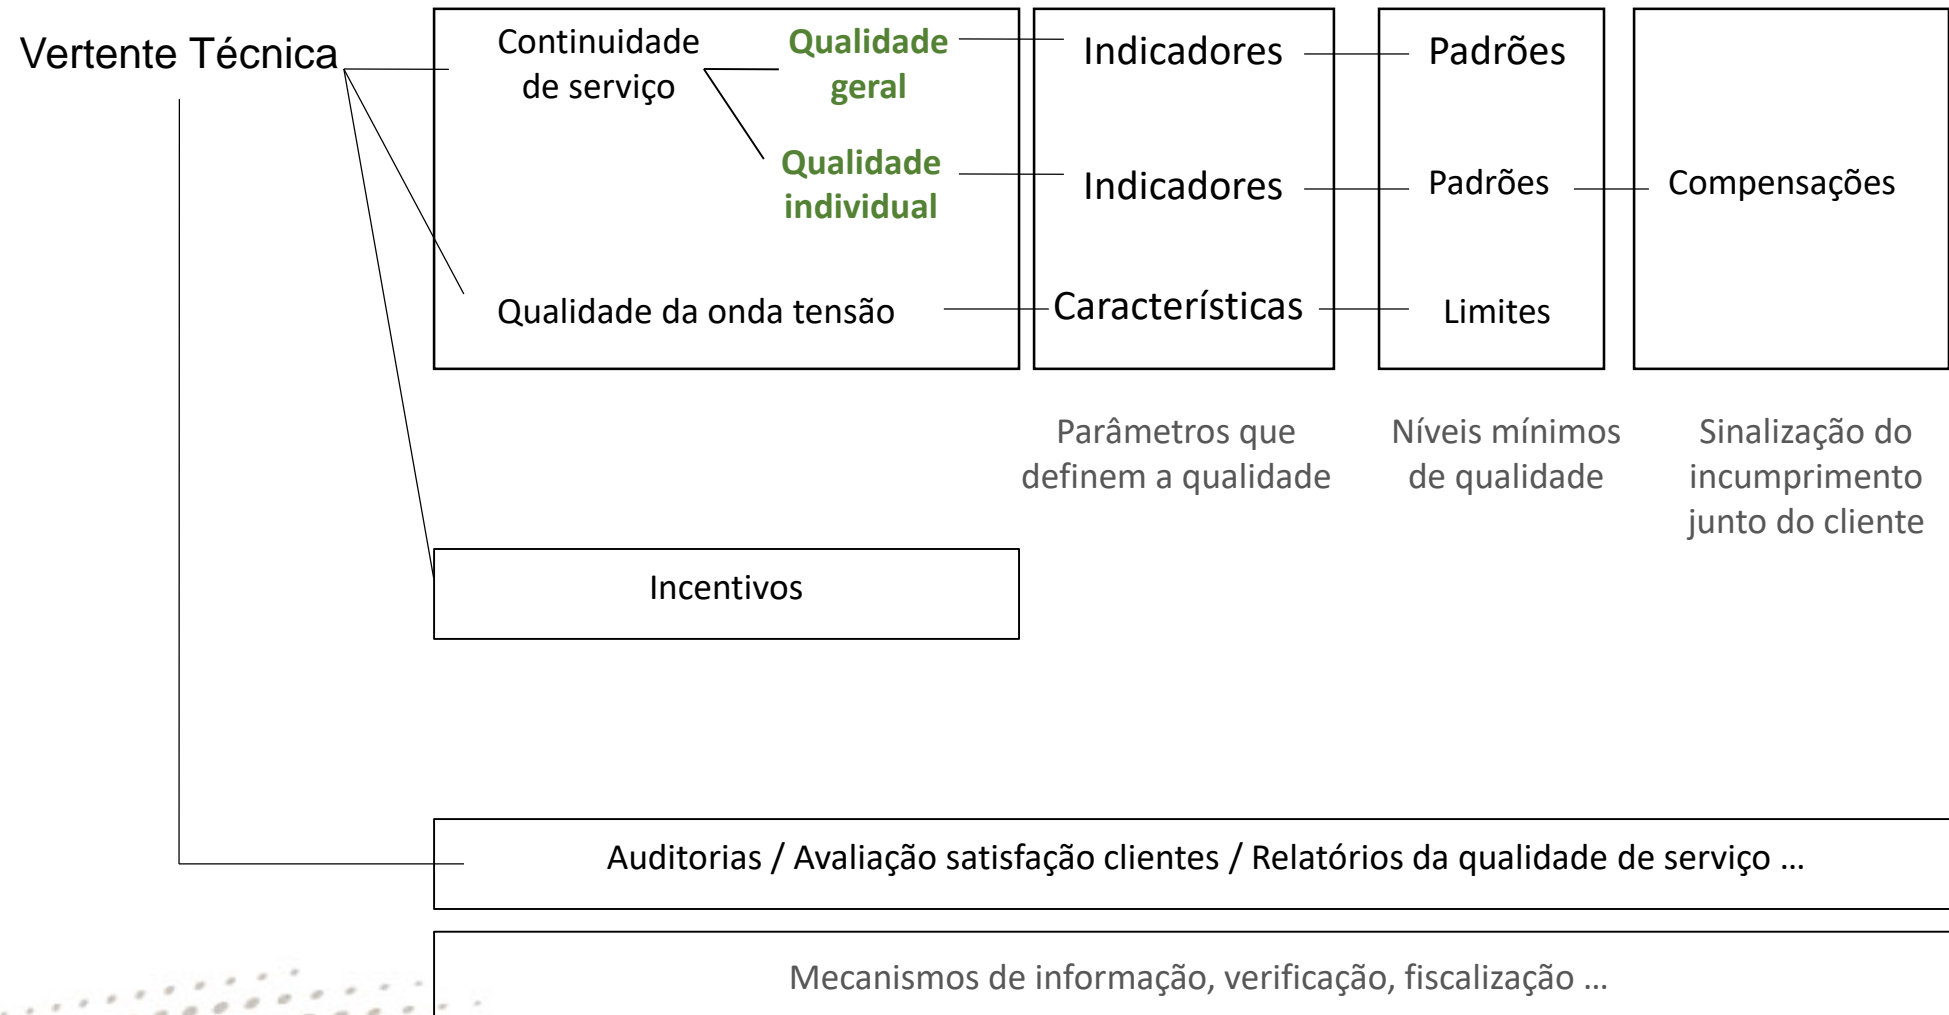 Vertente Técnica
Continuidade
de serviço
Qualidade
geral
Indicadores
Padrões
Qualidade
individual
Indicadores
Padrões
Compensações
Qualidade da onda tensão
Características
Limites
Parâmetros que
definem a qualidade
Níveis mínimos
de qualidade
Sinalização do
incumprimento
junto do cliente
Incentivos
Auditorias / Avaliação satisfação clientes / Relatórios da qualidade de serviço …
Mecanismos de informação, verificação, fiscalização …